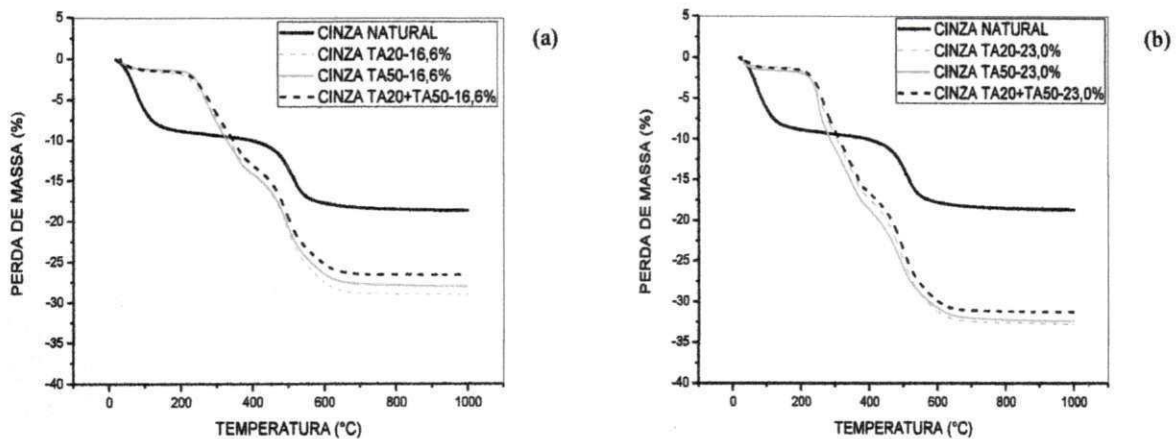 (a)
CINZA NATURAL
CINZA TA20-16,6%
CINZA TA50-16,6%
CINZA TA20+TA50-16,6%
PERDA DE MASSA (%)
5
0
-5
-10
-15
-20
-25
-30
-35
-40
0
200
400
600
800
1000
TEMPERATURA (°C)
(b)
CINZA NATURAL
CINZA TA20-23,0%
CINZA TA50-23,0%
CINZA TA20+TA50-23,0%
PERDA DE MASSA (%)
5
0
-5
-10
-15
-20
-25
-30
-35
-40
0
200
400
600
800
1000
TEMPERATURA (°C)